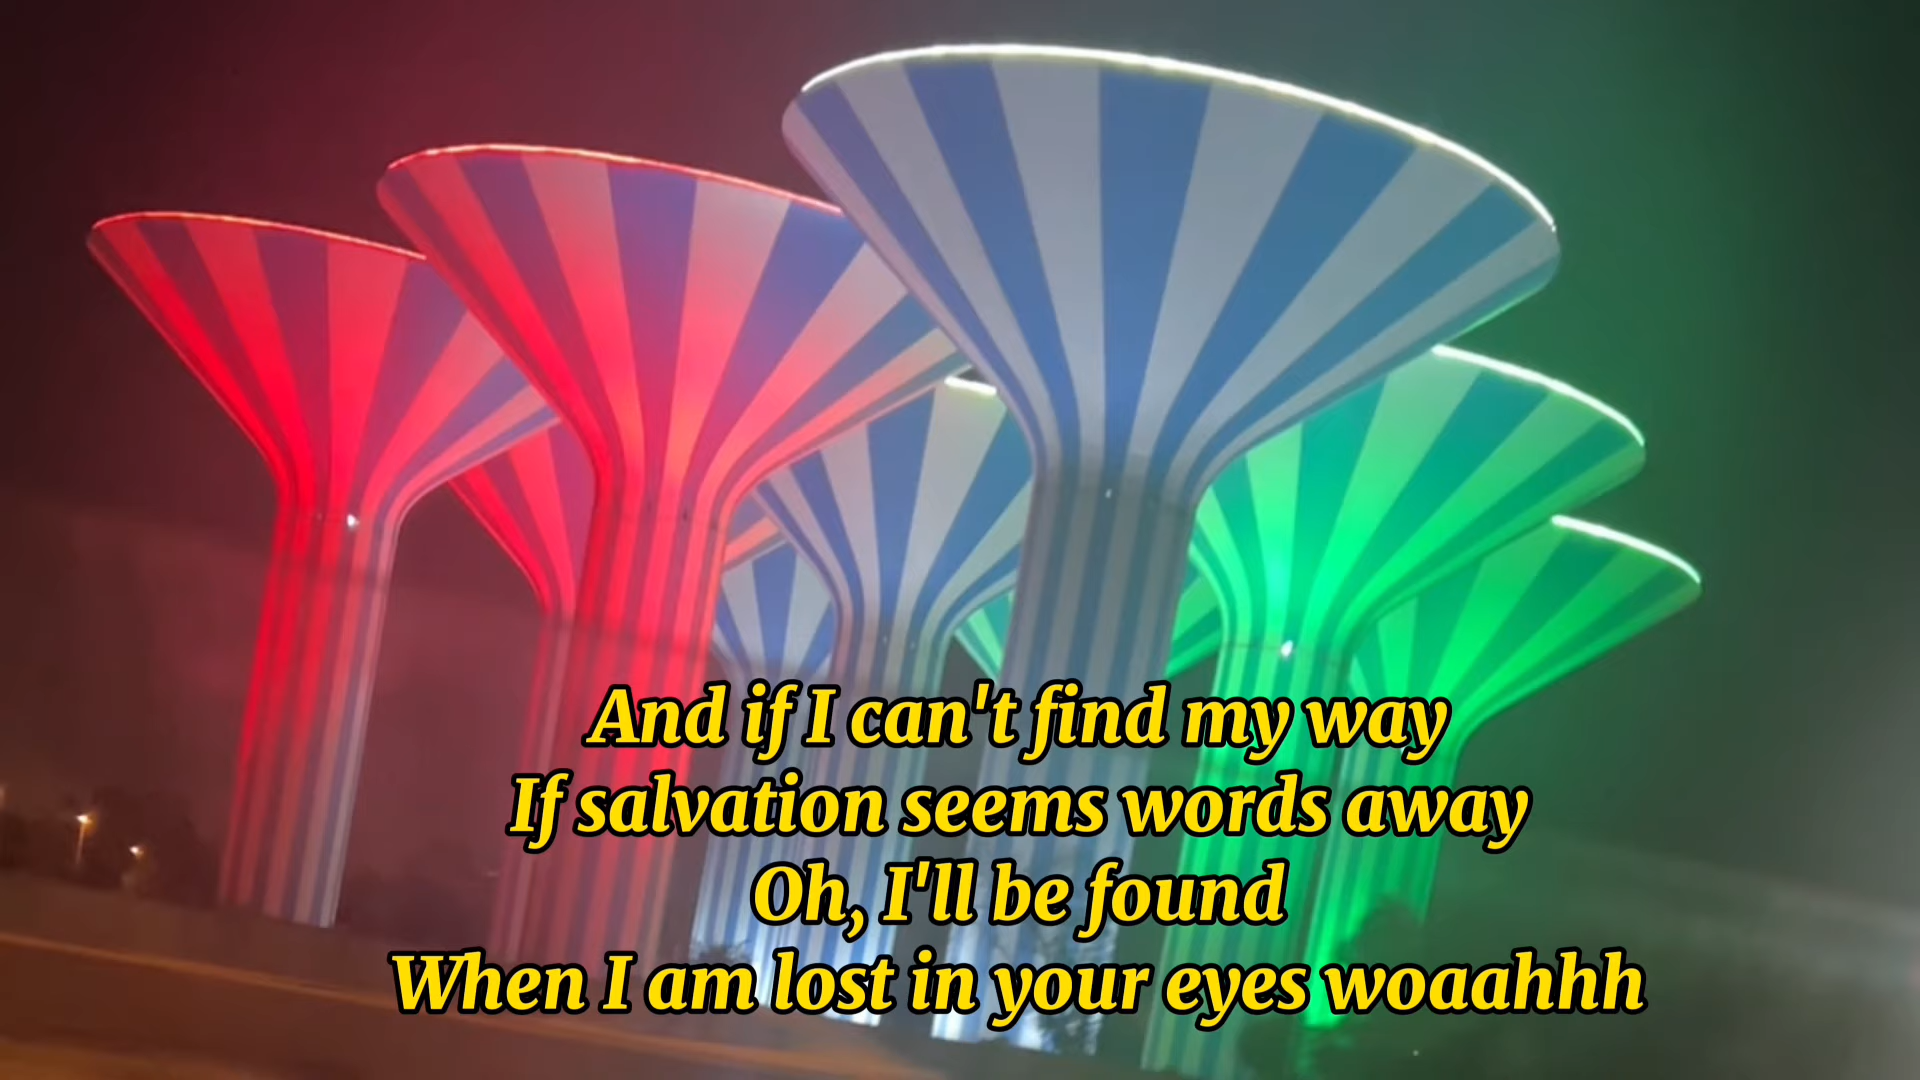 And if I can't find my way
If salvation seems words away
Oh, I'll be found
When I am lost in your eyes woaahhh